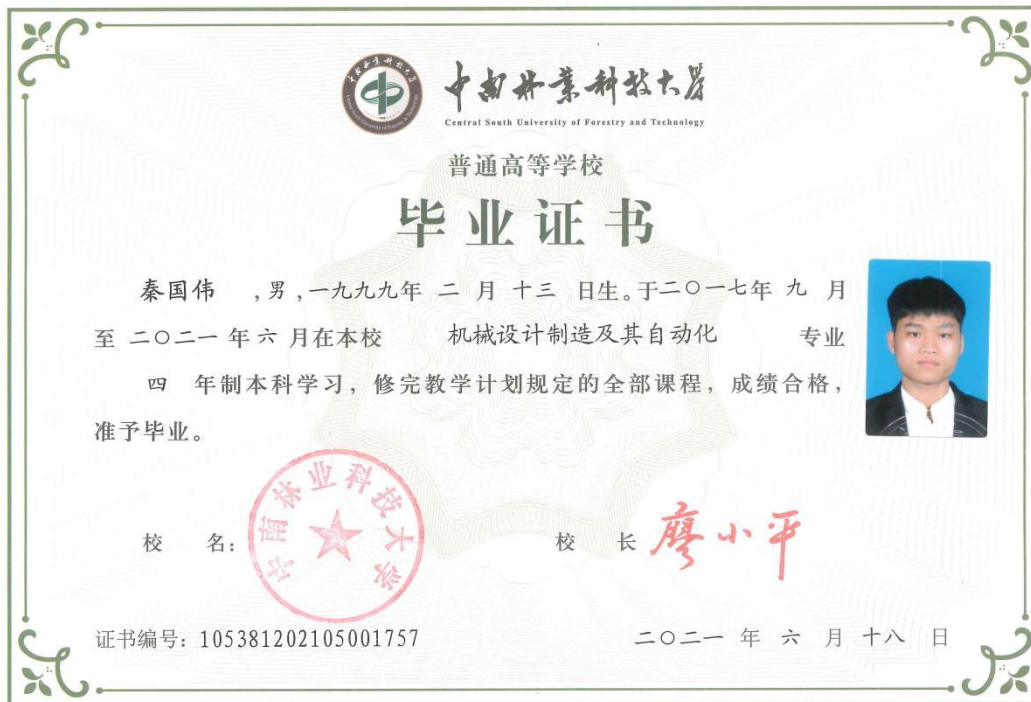 中南林业科技大学
Central South University of Forestry and Technology
普通高等学校
毕业证书
秦国伟 ,男,一九九九年 二 月 十三 日生。于二〇一七年 九 月
至 二〇二一 年 六 月在本校 机械设计制造及其自动化 专业
四 年制本科学习，修完教学计划规定的全部课程，成绩合格，
准予毕业。
中南林业科技大学
校 名:
校 长 廖小平
证书编号: 105381202105001757
二〇二一 年 六 月 十八 日